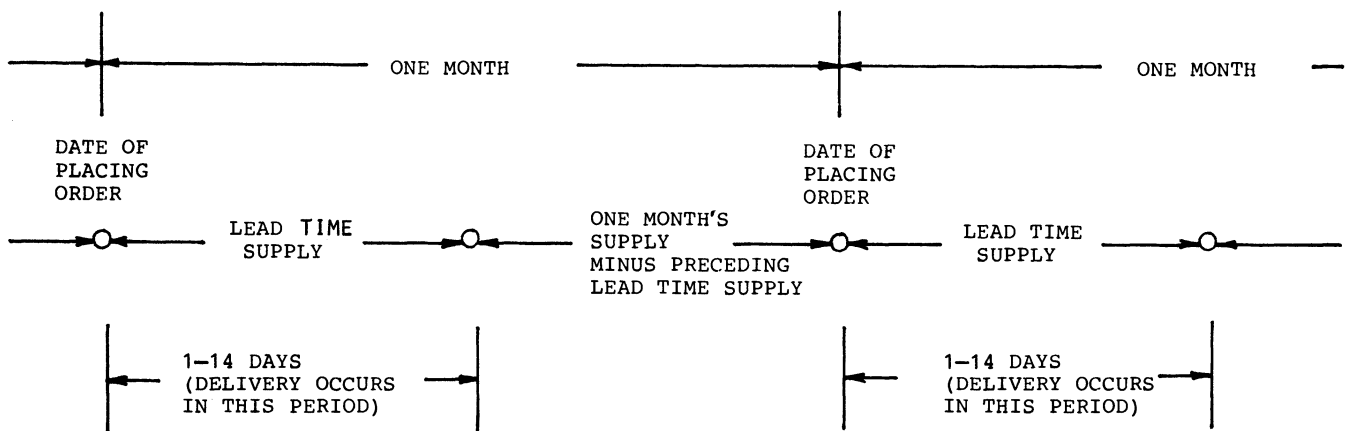 ONE MONTH
ONE MONTH
DATE OF
PLACING
ORDER
DATE OF
PLACING
ORDER
LEAD TIME
SUPPLY
ONE MONTH'S
SUPPLY
MINUS PRECEDING
LEAD TIME SUPPLY
LEAD TIME
SUPPLY
1—14 DAYS
(DELIVERY OCCURS
IN THIS PERIOD)
1—14 DAYS
(DELIVERY OCCURS
IN THIS PERIOD)